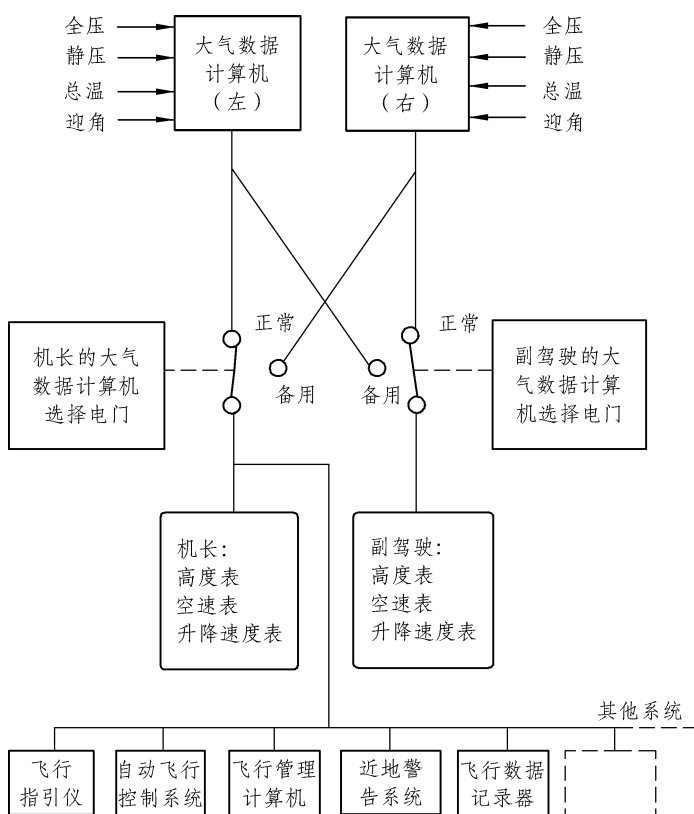 全压
静压
总温
迎角
大气数据
计算机
（左）
大气数据
计算机
（右）
全压
静压
总温
迎角
机长的大气
数据计算机
选择电门
正常
备用
正常
备用
副驾驶的大
气数据计算
机选择电门
机长：
高度表
空速表
升降速度表
副驾驶：
高度表
空速表
升降速度表
其他系统
飞行
指引仪
自动飞行
控制系统
飞行管理
计算机
近地警
告系统
飞行数据
记录器